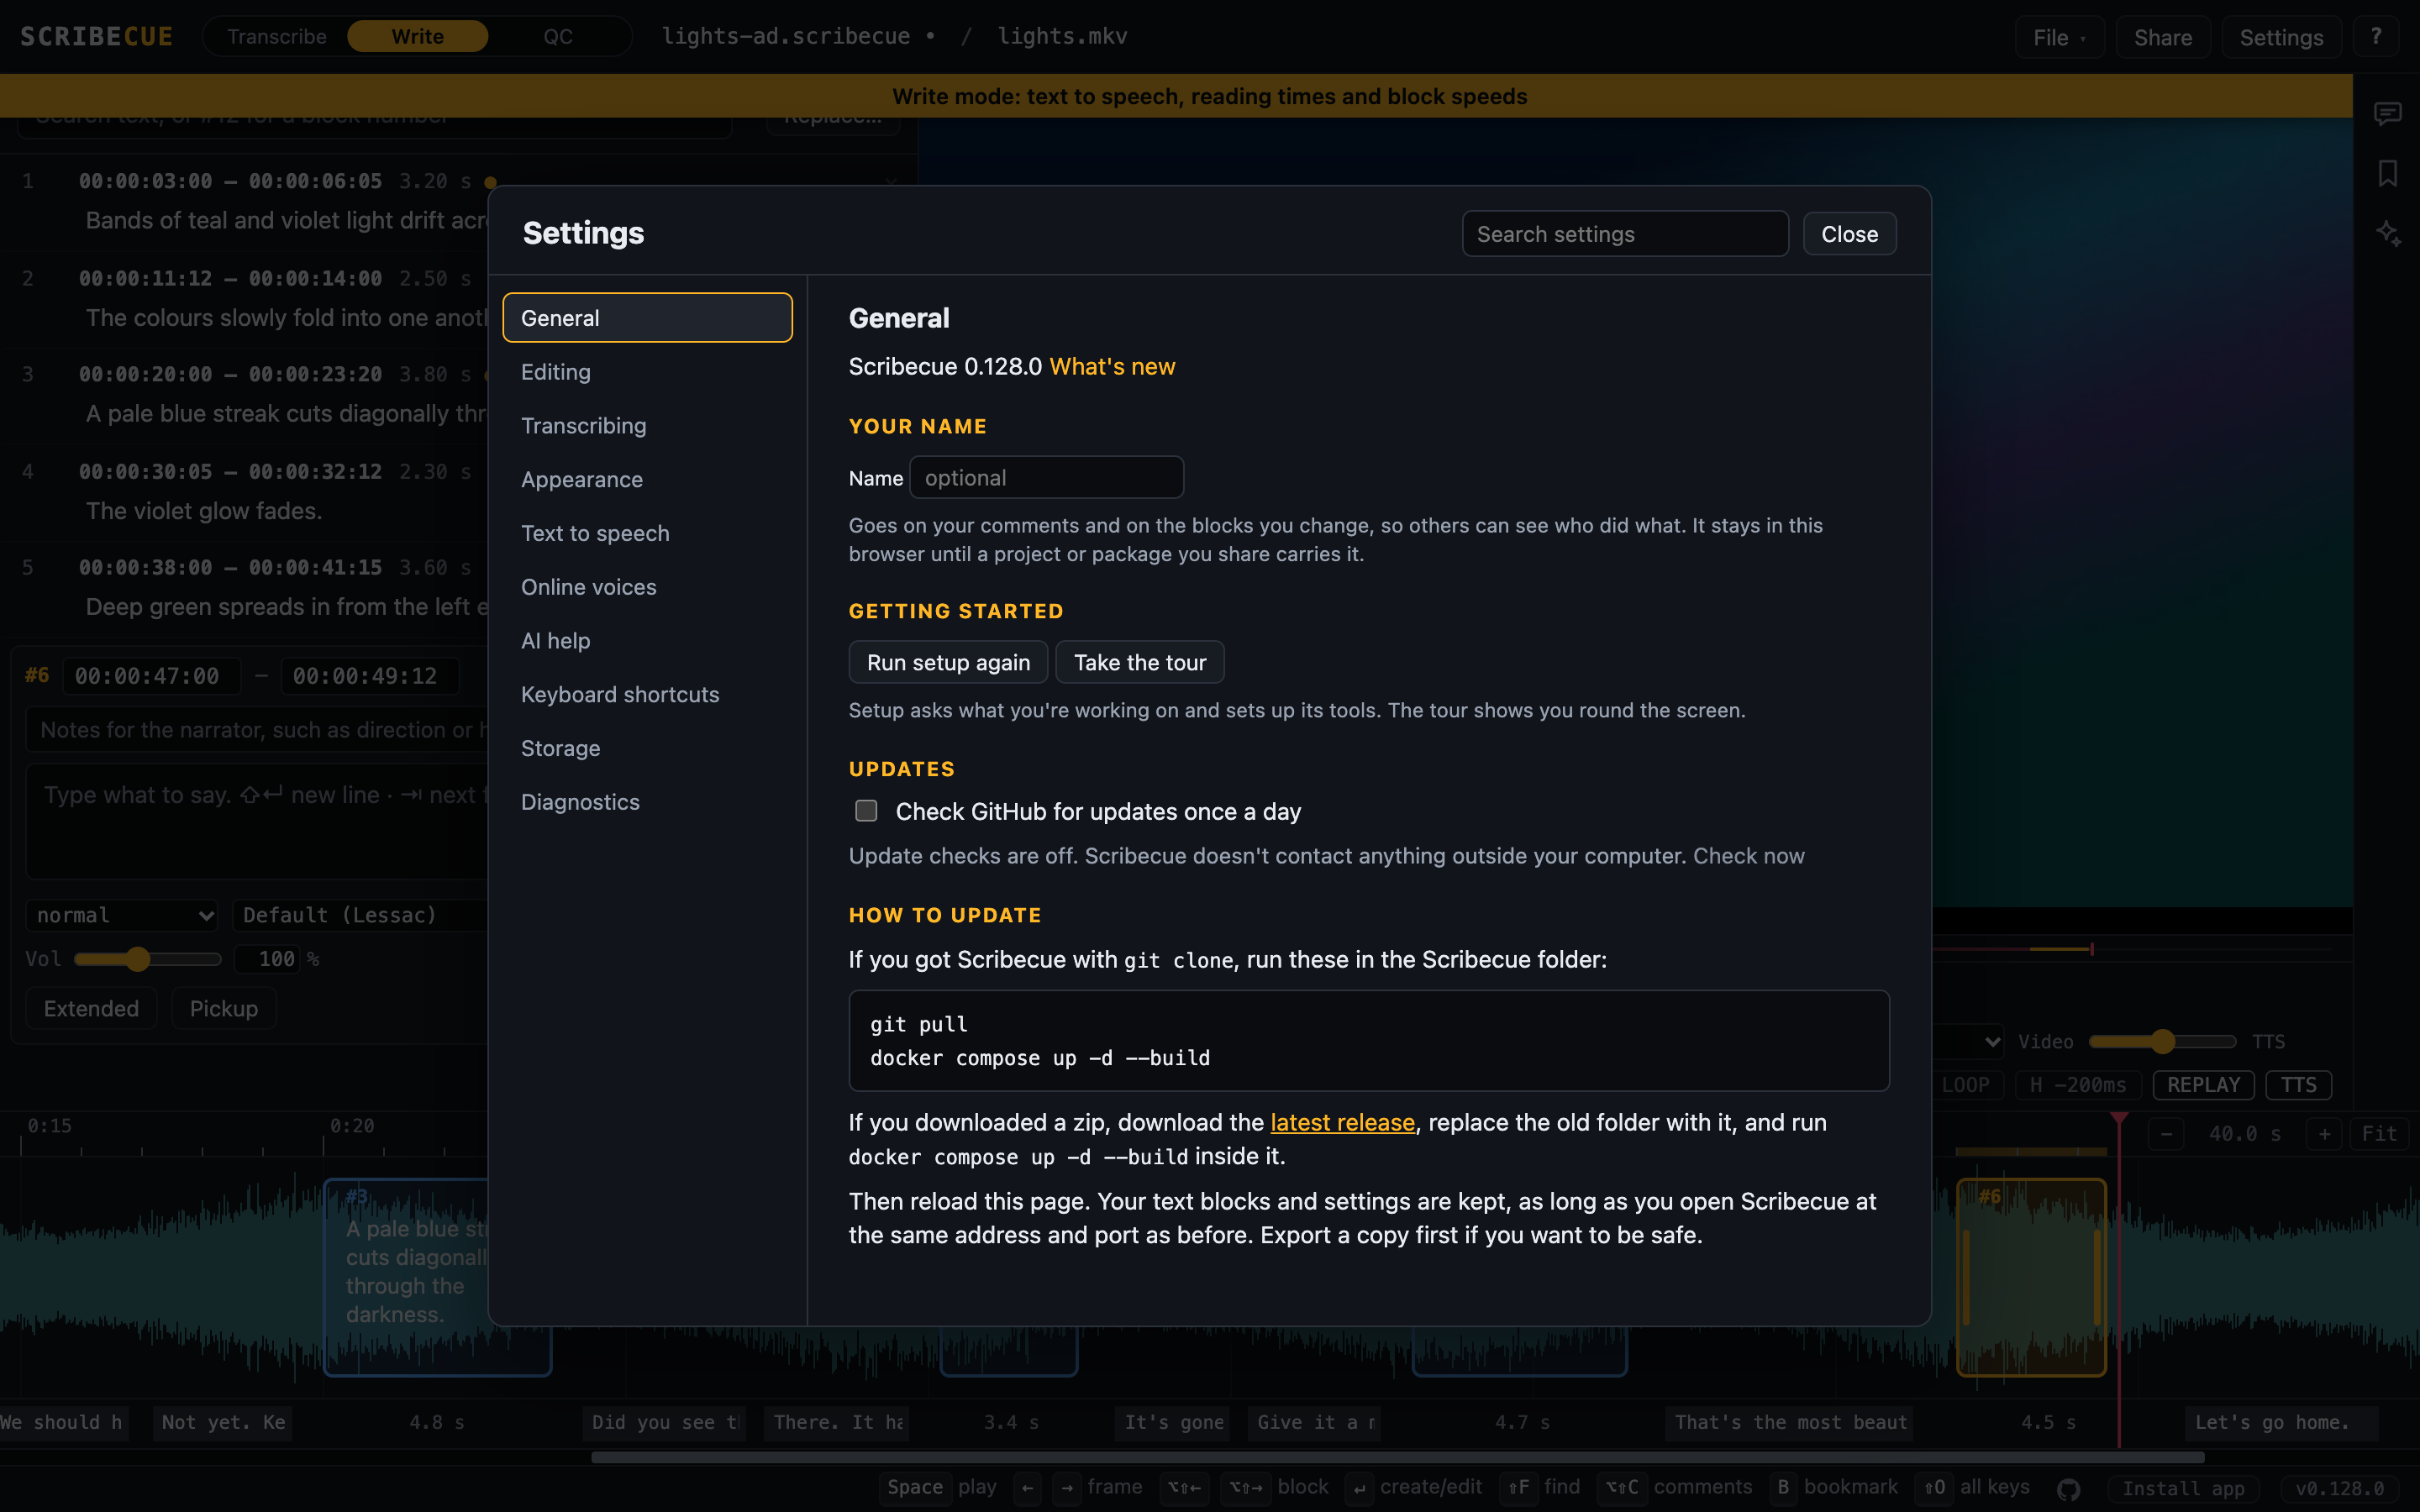 SCRIBECUE
Transcribe
Write
QC
lights-ad.scribecue • / lights.mkv
File
Share
Settings
?
Write mode: text to speech, reading times and block speeds
Search text, or #12 for a block number
Replace...
1 00:00:03:00 – 00:00:06:05 3.20 s
Bands of teal and violet light drift acr
2 00:00:11:12 – 00:00:14:00 2.50 s
The colours slowly fold into one anot
3 00:00:20:00 – 00:00:23:20 3.80 s
A pale blue streak cuts diagonally thr
4 00:00:30:05 – 00:00:32:12 2.30 s
The violet glow fades.
5 00:00:38:00 – 00:00:41:15 3.60 s
Deep green spreads in from the left e
#6 00:00:47:00 – 00:00:49:12
Notes for the narrator, such as direction or h
Type what to say. ⇧↵ new line · ⇥ next f
normal
Default (Lessac)
Vol 100 %
Extended
Pickup
Settings
Search settings
Close
General
Editing
Transcribing
Appearance
Text to speech
Online voices
AI help
Keyboard shortcuts
Storage
Diagnostics
General
Scribecue 0.128.0 What's new
YOUR NAME
Name optional
Goes on your comments and on the blocks you change, so others can see who did what. It stays in this
browser until a project or package you share carries it.
GETTING STARTED
Run setup again
Take the tour
Setup asks what you're working on and sets up its tools. The tour shows you round the screen.
UPDATES
Check GitHub for updates once a day
Update checks are off. Scribecue doesn't contact anything outside your computer. Check now
HOW TO UPDATE
If you got Scribecue with git clone, run these in the Scribecue folder:
git pull
docker compose up -d --build
If you downloaded a zip, download the latest release, replace the old folder with it, and run
docker compose up -d --build inside it.
Then reload this page. Your text blocks and settings are kept, as long as you open Scribecue at
the same address and port as before. Export a copy first if you want to be safe.
Video
TTS
LOOP
H −200ms
REPLAY
TTS
0:15
0:20
− 40.0 s + Fit
#3
A pale blue str
cuts diagonall
through the
darkness.
#6
We should h
Not yet. Ke
4.8 s
Did you see t
There. It ha
3.4 s
It's gone
Give it a
4.7 s
That's the most beaut
4.5 s
Let's go home.
Space play ← → frame ⌥⇧← ⌥⇧→ block ↵ create/edit ⇧F find ⌥⇧C comments B bookmark ⇧O all keys
Install app
v0.128.0